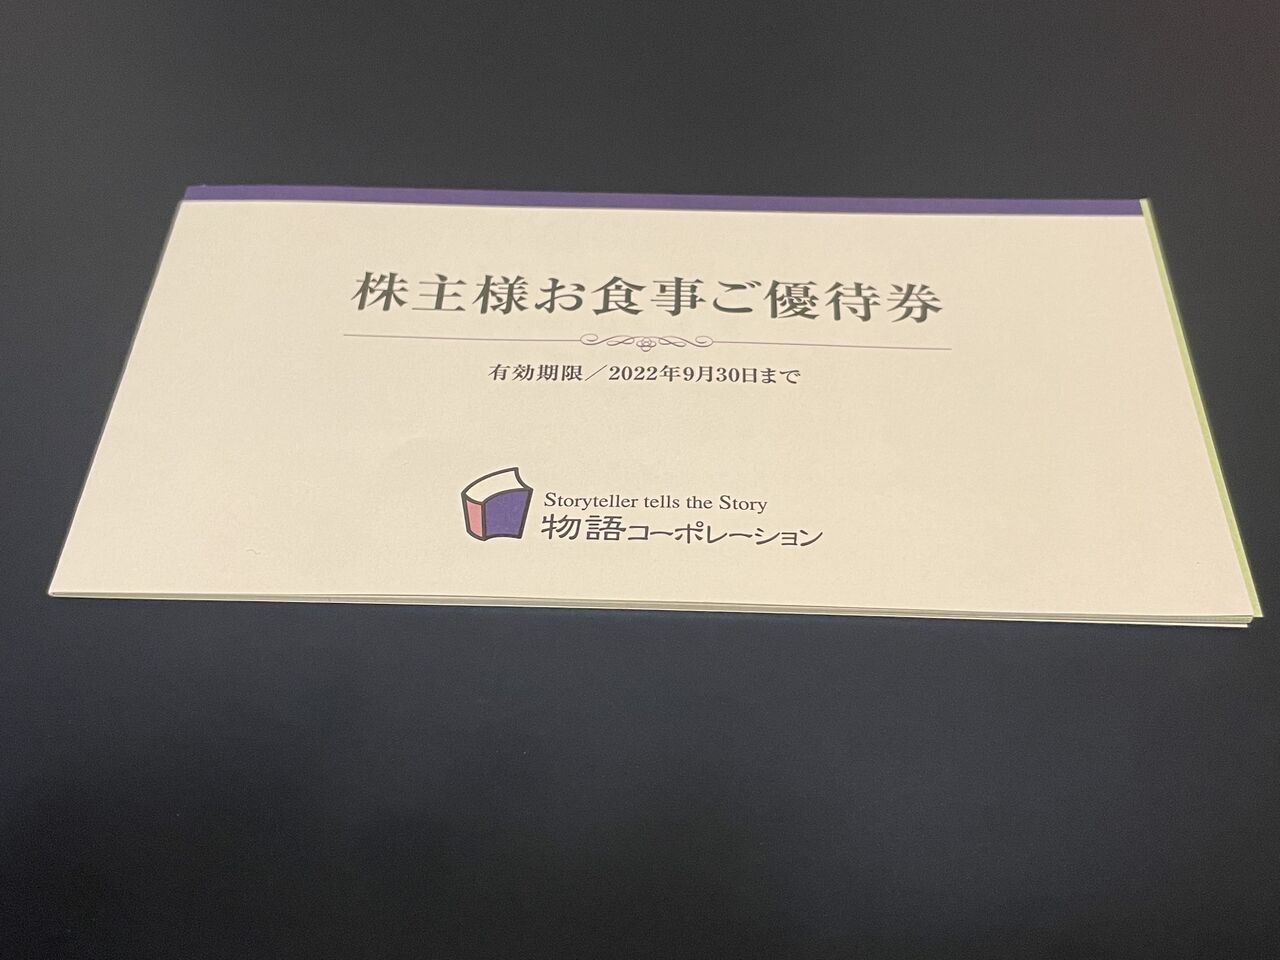 株主様お食事ご優待券
有効期限／2022年9月30日まで
Storyteller tells the Story
物語コーポレーション